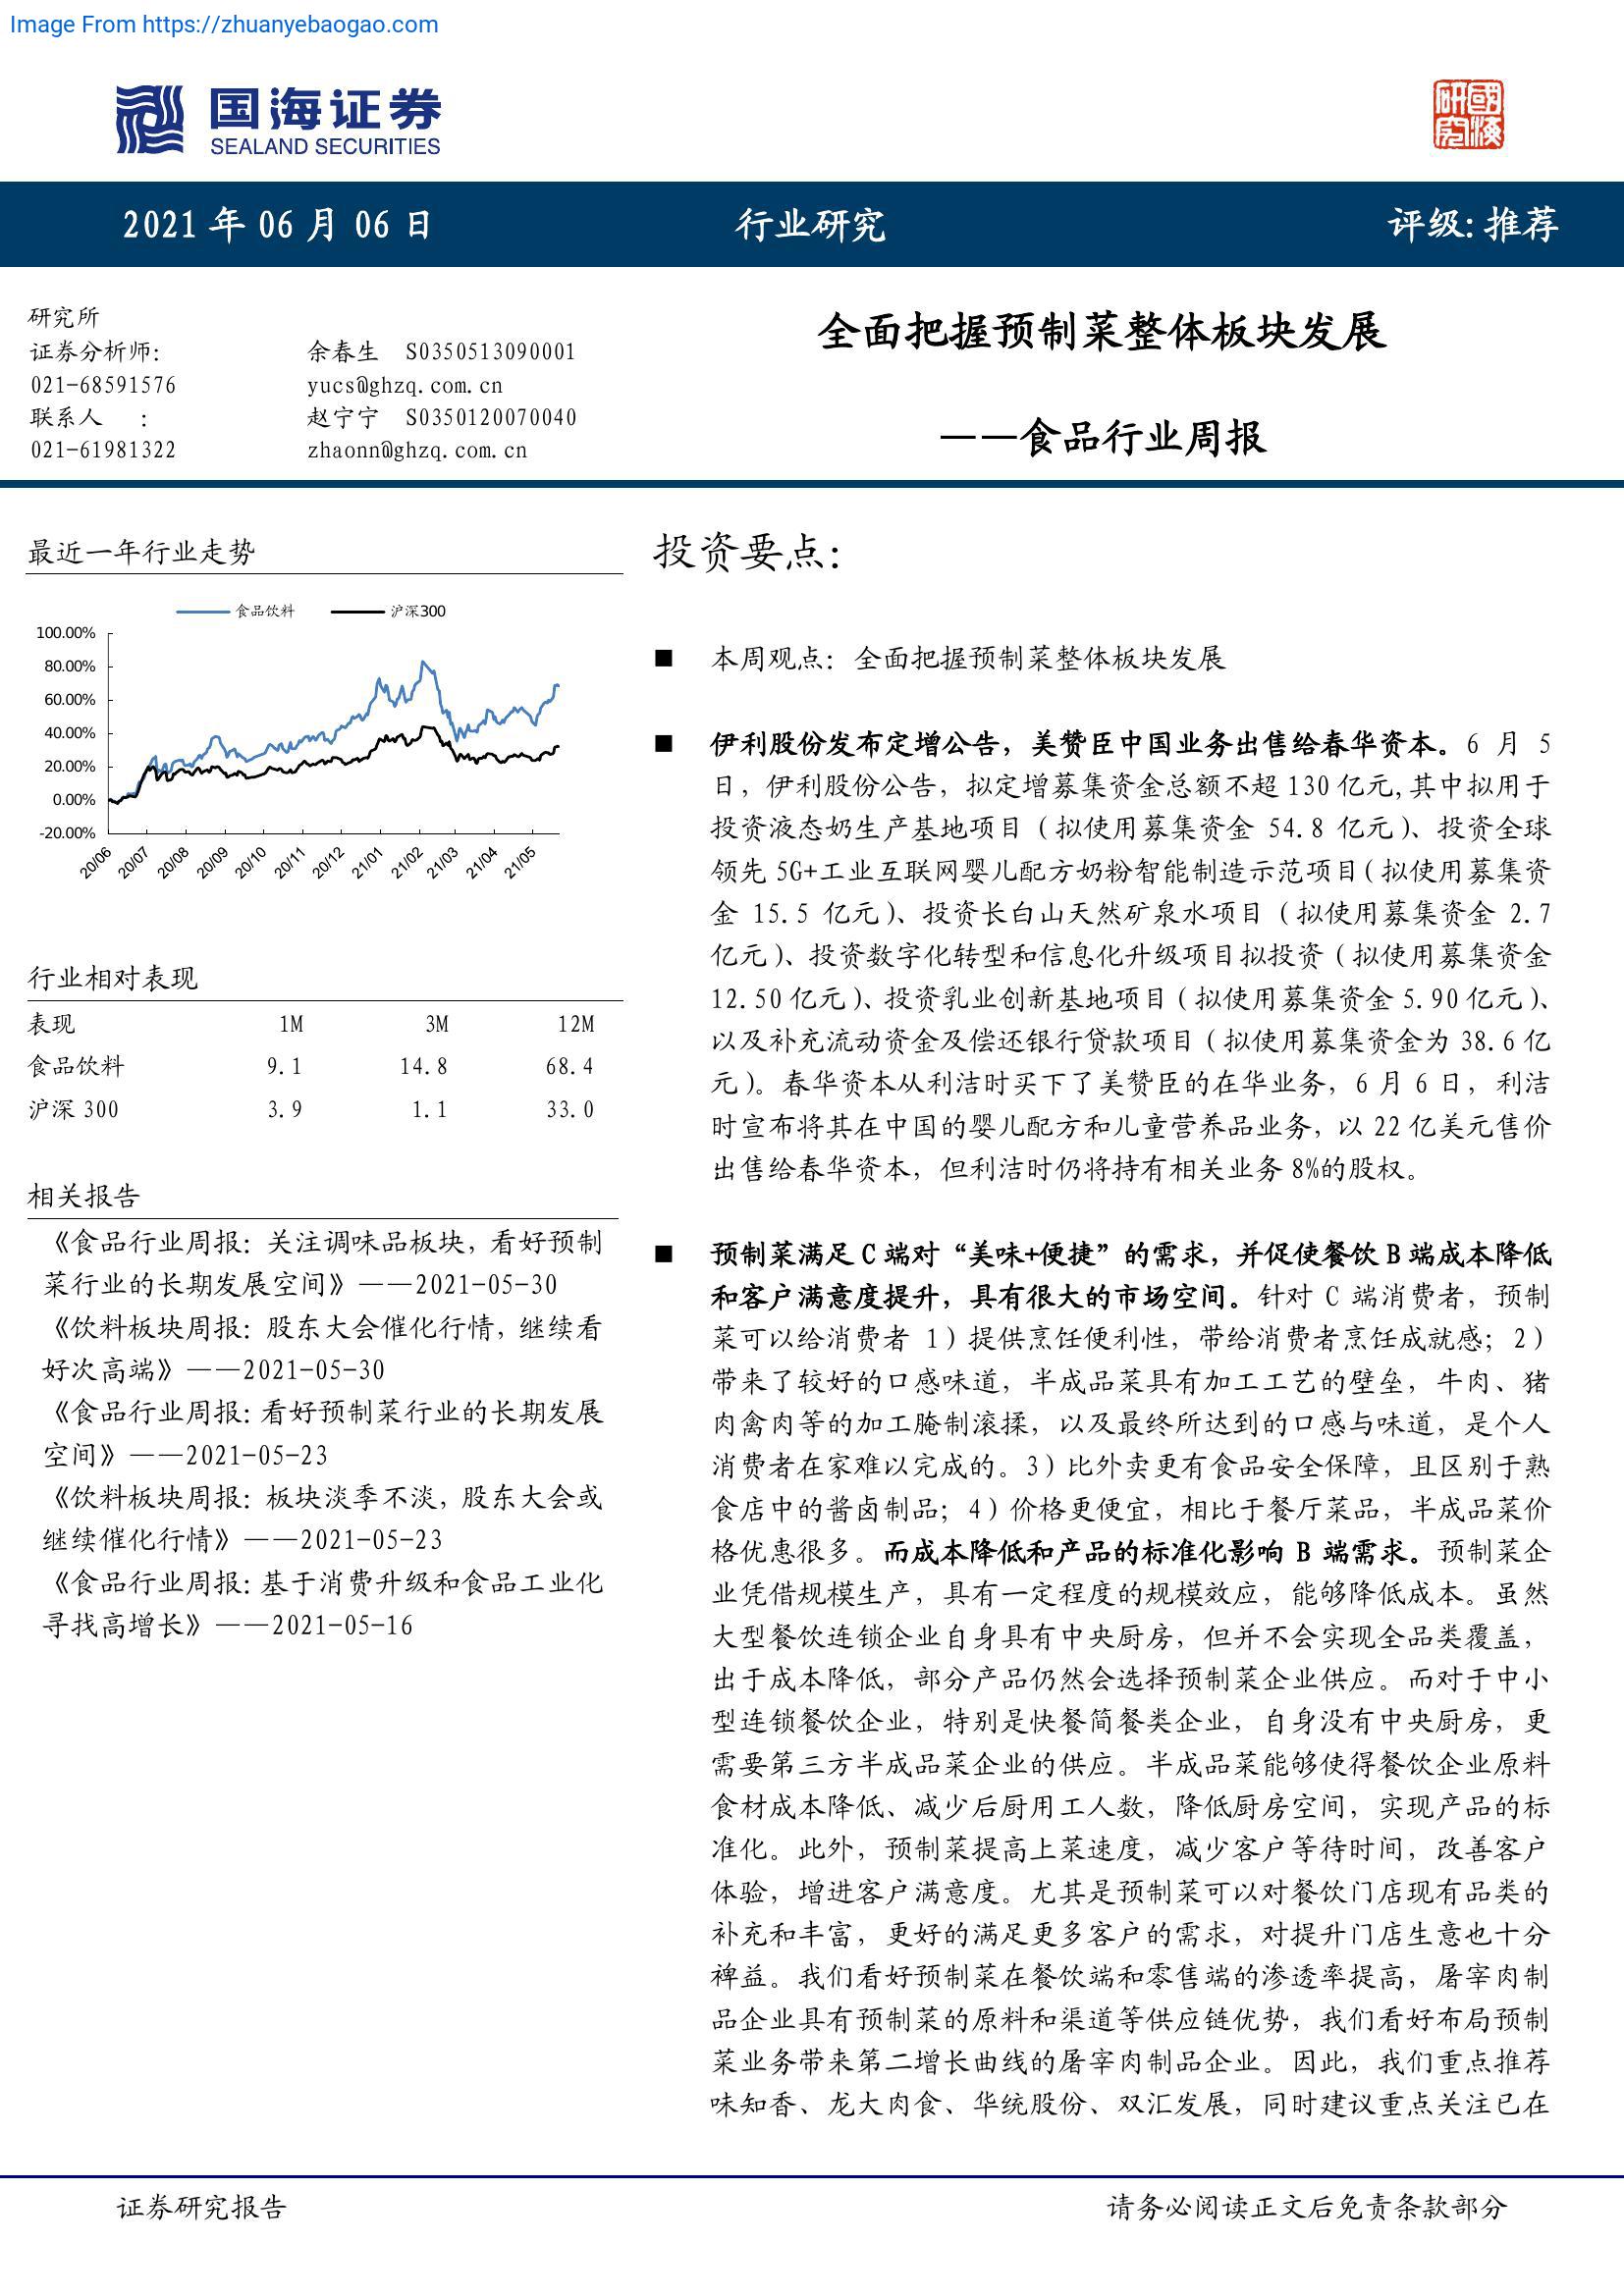 Image From https://zhuanyebaogao.com
国海证券
SEALAND SECURITIES
國海
研究
2021 年 06 月 06 日
行业研究
评级:推荐
研究所
证券分析师: 余春生 S0350513090001
021-68591576 yucs@ghzq.com.cn
联系人 : 赵宁宁 S0350120070040
021-61981322 zhaonn@ghzq.com.cn
全面把握预制菜整体板块发展
——食品行业周报
最近一年行业走势
食品饮料 沪深300
100.00%
80.00%
60.00%
40.00%
20.00%
0.00%
-20.00%
20/06 20/07 20/08 20/09 20/10 20/11 20/12 21/01 21/02 21/03 21/04 21/05
行业相对表现
表现 1M 3M 12M
食品饮料 9.1 14.8 68.4
沪深 300 3.9 1.1 33.0
相关报告
《食品行业周报:关注调味品板块,看好预制
菜行业的长期发展空间》——2021-05-30
《饮料板块周报:股东大会催化行情,继续看
好次高端》——2021-05-30
《食品行业周报:看好预制菜行业的长期发展
空间》——2021-05-23
《饮料板块周报:板块淡季不淡,股东大会或
继续催化行情》——2021-05-23
《食品行业周报:基于消费升级和食品工业化
寻找高增长》——2021-05-16
投资要点:
■ 本周观点:全面把握预制菜整体板块发展
■ 伊利股份发布定增公告,美赞臣中国业务出售给春华资本。6 月 5
日,伊利股份公告,拟定增募集资金总额不超 130 亿元,其中拟用于
投资液态奶生产基地项目(拟使用募集资金 54.8 亿元)、投资全球
领先 5G+工业互联网婴儿配方奶粉智能制造示范项目(拟使用募集资
金 15.5 亿元)、投资长白山天然矿泉水项目(拟使用募集资金 2.7
亿元)、投资数字化转型和信息化升级项目拟投资(拟使用募集资金
12.50 亿元)、投资乳业创新基地项目(拟使用募集资金 5.90 亿元)、
以及补充流动资金及偿还银行贷款项目(拟使用募集资金为 38.6 亿
元)。春华资本从利洁时买下了美赞臣的在华业务,6 月 6 日,利洁
时宣布将其在中国的婴儿配方和儿童营养品业务,以 22 亿美元售价
出售给春华资本,但利洁时仍将持有相关业务 8%的股权。
■ 预制菜满足 C 端对“美味+便捷”的需求,并促使餐饮 B 端成本降低
和客户满意度提升,具有很大的市场空间。针对 C 端消费者,预制
菜可以给消费者 1)提供烹饪便利性,带给消费者烹饪成就感;2)
带来了较好的口感味道,半成品菜具有加工工艺的壁垒,牛肉、猪
肉禽肉等的加工腌制滚揉,以及最终所达到的口感与味道,是个人
消费者在家难以完成的。3)比外卖更有食品安全保障,且区别于熟
食店中的酱卤制品;4)价格更便宜,相比于餐厅菜品,半成品菜价
格优惠很多。而成本降低和产品的标准化影响 B 端需求。预制菜企
业凭借规模生产,具有一定程度的规模效应,能够降低成本。虽然
大型餐饮连锁企业自身具有中央厨房,但并不会实现全品类覆盖,
出于成本降低,部分产品仍然会选择预制菜企业供应。而对于中小
型连锁餐饮企业,特别是快餐简餐类企业,自身没有中央厨房,更
需要第三方半成品菜企业的供应。半成品菜能够使得餐饮企业原料
食材成本降低、减少后厨用工人数,降低厨房空间,实现产品的标
准化。此外,预制菜提高上菜速度,减少客户等待时间,改善客户
体验,增进客户满意度。尤其是预制菜可以对餐饮门店现有品类的
补充和丰富,更好的满足更多客户的需求,对提升门店生意也十分
裨益。我们看好预制菜在餐饮端和零售端的渗透率提高,屠宰肉制
品企业具有预制菜的原料和渠道等供应链优势,我们看好布局预制
菜业务带来第二增长曲线的屠宰肉制品企业。因此,我们重点推荐
味知香、龙大肉食、华统股份、双汇发展,同时建议重点关注已在
证券研究报告
请务必阅读正文后免责条款部分